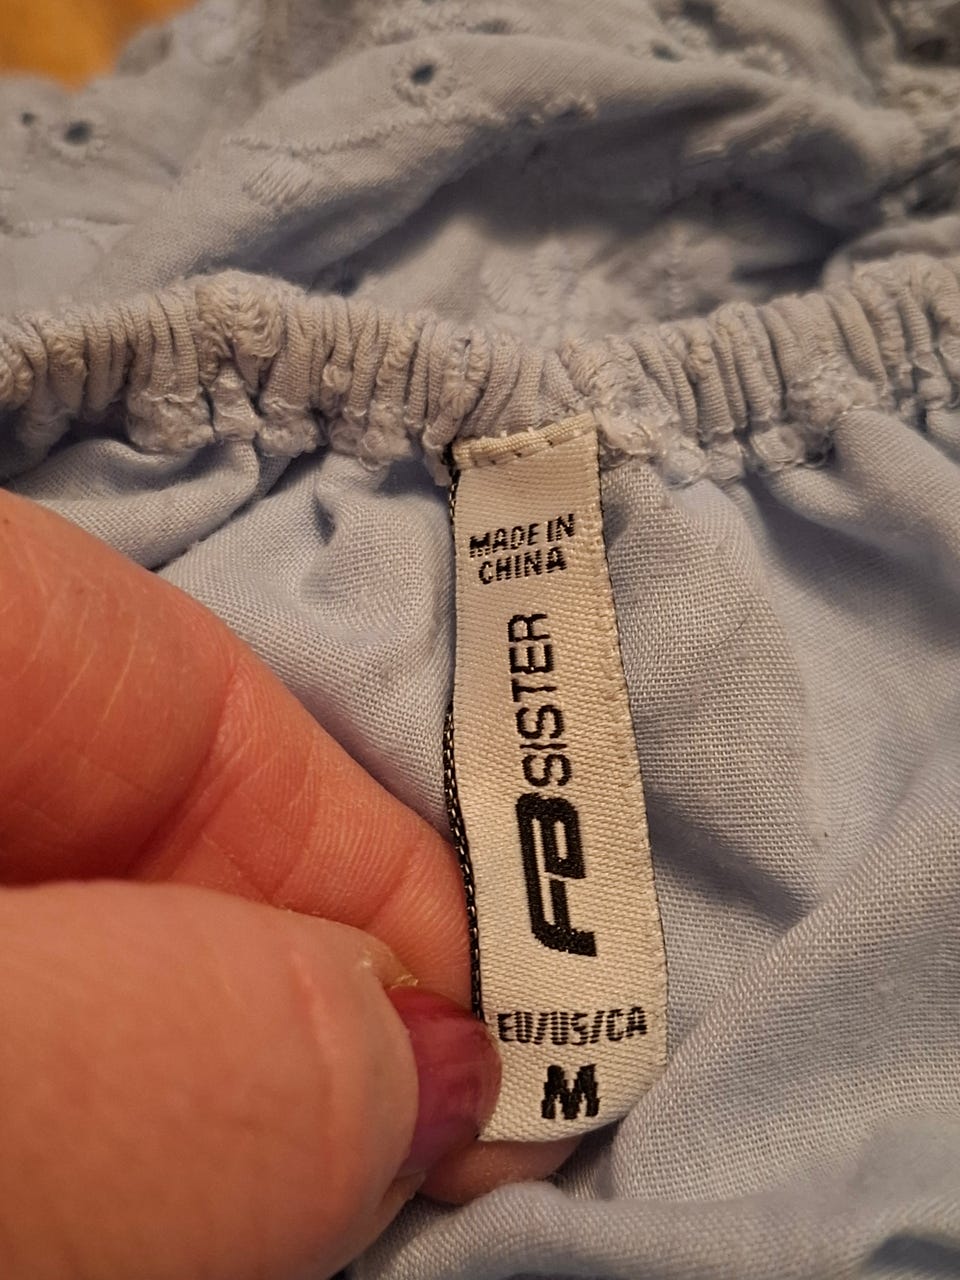 MADE IN
CHINA
FB SISTER
EU/US/CA
M